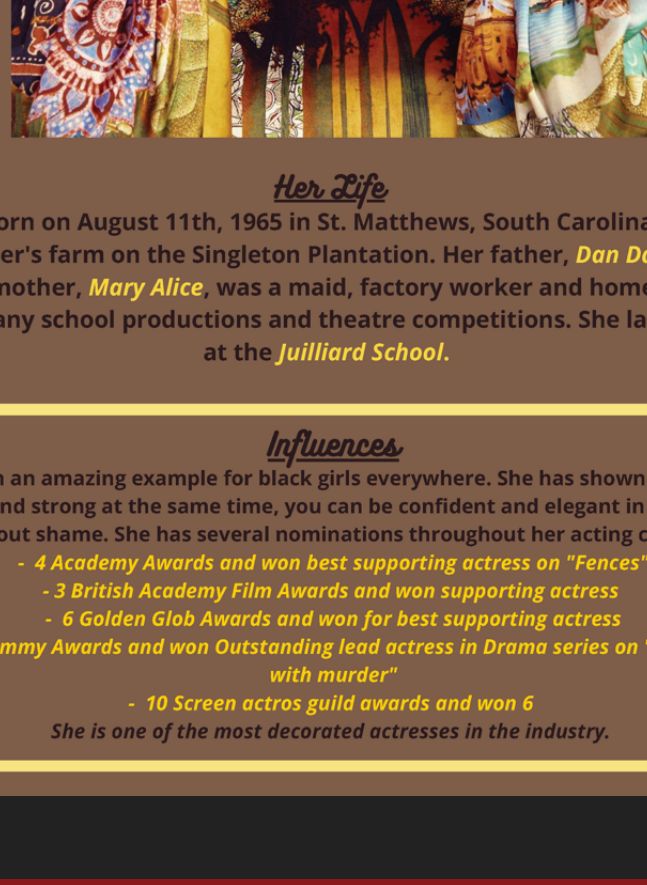 Her Life
orn on August 11th, 1965 in St. Matthews, South Carolina
er's farm on the Singleton Plantation. Her father, Dan Da
mother, Mary Alice, was a maid, factory worker and home
any school productions and theatre competitions. She la
at the Juilliard School.
Influences
n an amazing example for black girls everywhere. She has shown
nd strong at the same time, you can be confident and elegant in
out shame. She has several nominations throughout her acting c
- 4 Academy Awards and won best supporting actress on "Fences"
- 3 British Academy Film Awards and won supporting actress
- 6 Golden Glob Awards and won for best supporting actress
mmy Awards and won Outstanding lead actress in Drama series on "
with murder"
- 10 Screen actros guild awards and won 6
She is one of the most decorated actresses in the industry.